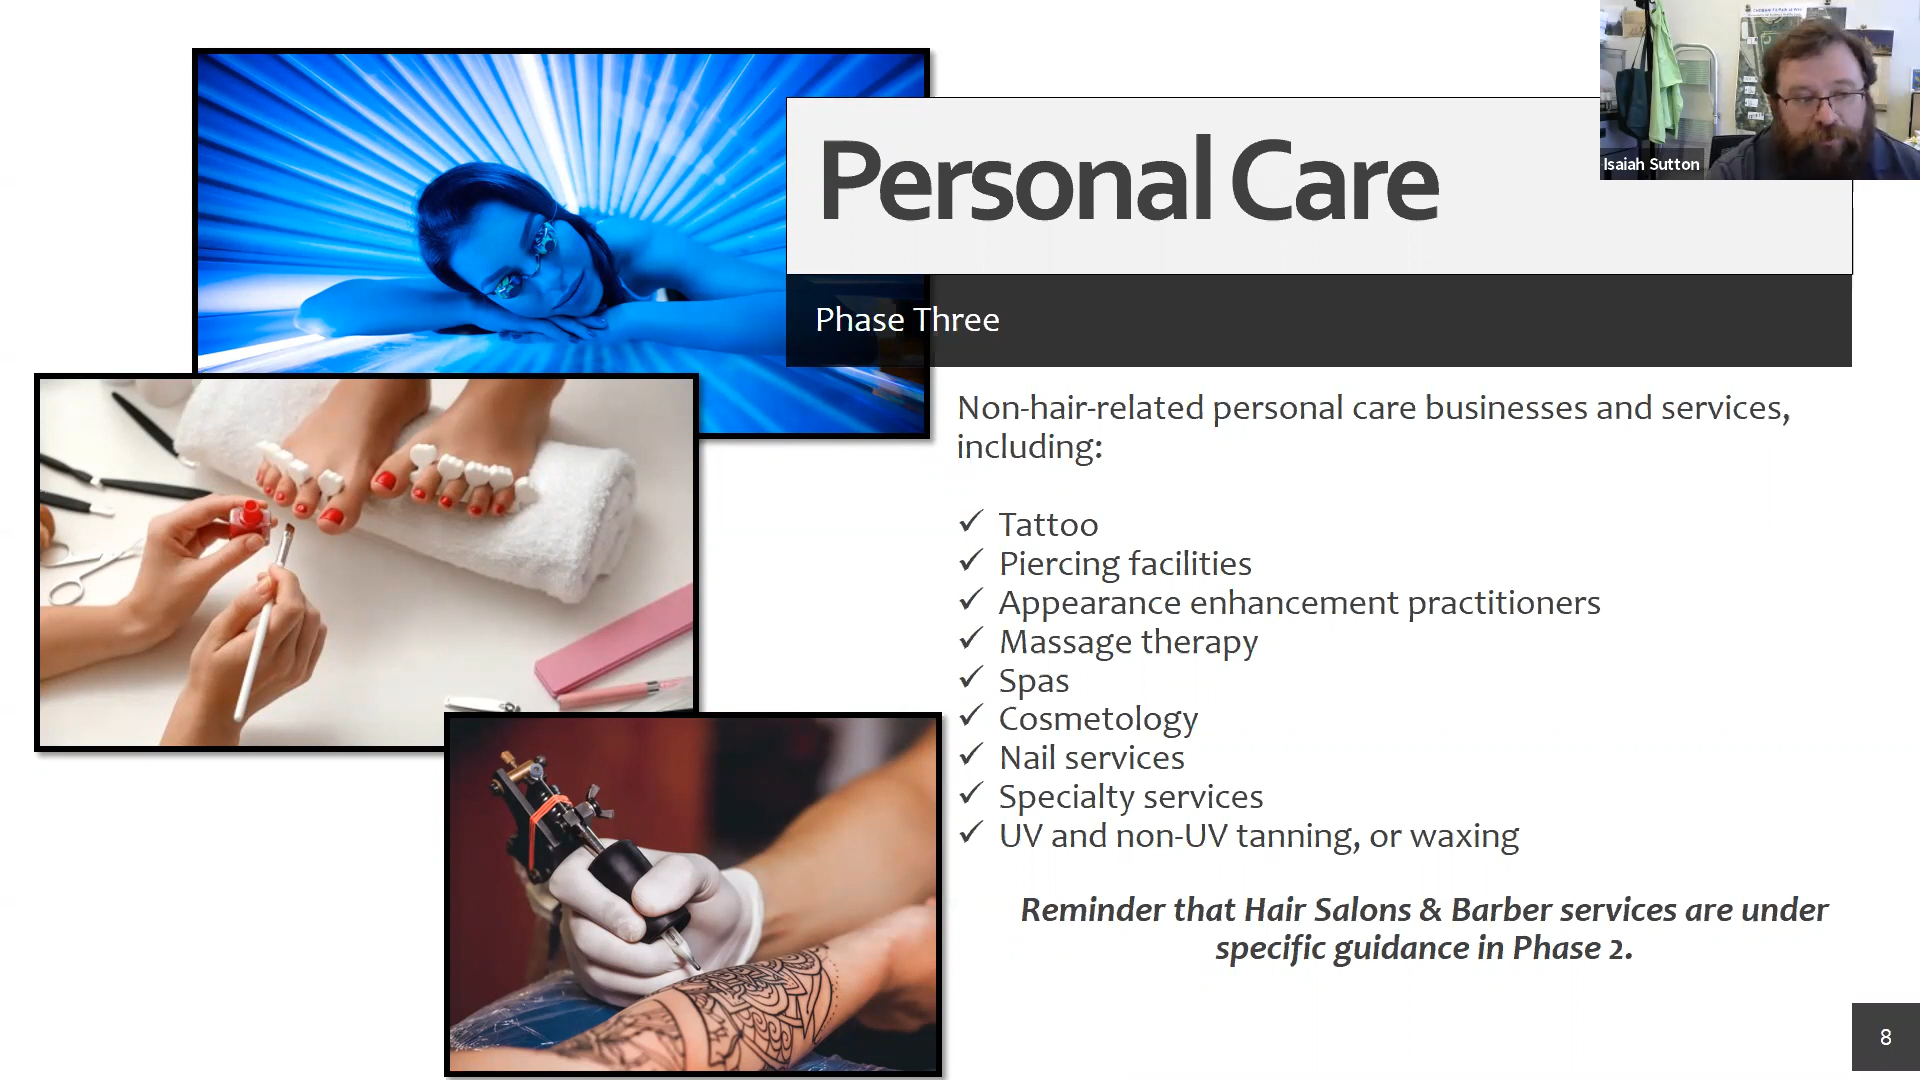 Personal Care
Isaiah Sutton
Phase Three
Non-hair-related personal care businesses and services,
including:
✓ Tattoo
✓ Piercing facilities
✓ Appearance enhancement practitioners
✓ Massage therapy
✓ Spas
✓ Cosmetology
✓ Nail services
✓ Specialty services
✓ UV and non-UV tanning, or waxing
Reminder that Hair Salons & Barber services are under
specific guidance in Phase 2.
8